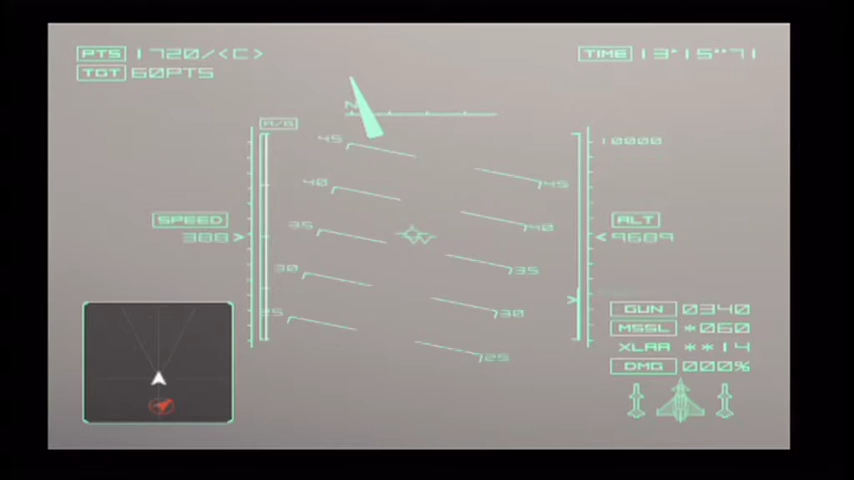 PTS 1720/<C>
TGT 60PTS
TIME 13"15"71
N
A/B
45 45
40 40
35 35
30 30
25 25
10000
SPEED
388
ALT
9689
GUN 0340
MSSL *060
XLAA **14
DMG 000%